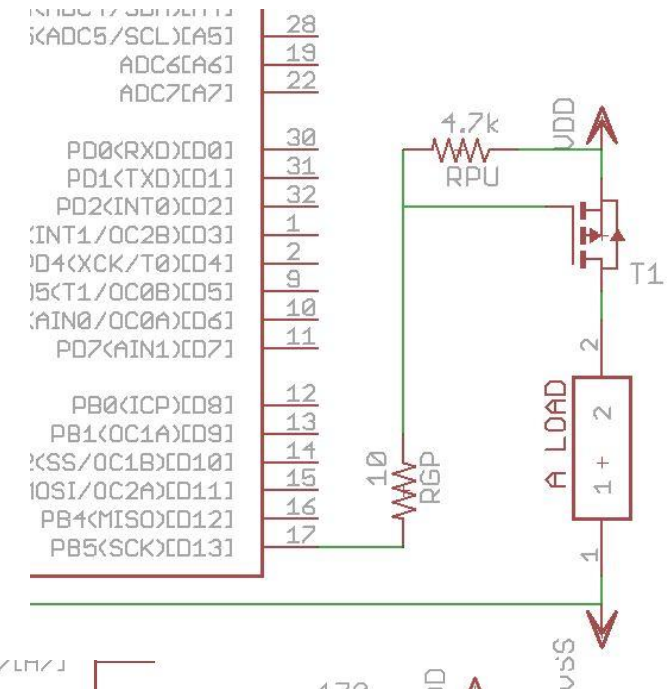 (ADC5/SCL)[A5] 28
ADC6[A6] 19
ADC7[A7] 22
PD0(RXD)[D0] 30
PD1(TXD)[D1] 31
PD2(INT0)[D2] 32
(INT1/OC2B)[D3] 1
PD4(XCK/T0)[D4] 2
(T1/OC0B)[D5] 9
(AIN0/OC0A)[D6] 10
PD7(AIN1)[D7] 11
PB0(ICP)[D8] 12
PB1(OC1A)[D9] 13
(SS/OC1B)[D10] 14
OSI/OC2A)[D11] 15
PB4(MISO)[D12] 16
PB5(SCK)[D13] 17
4.7k
RPU
VDD
T1
2
A LOAD
1 + 2
1
10
RGP
VSS